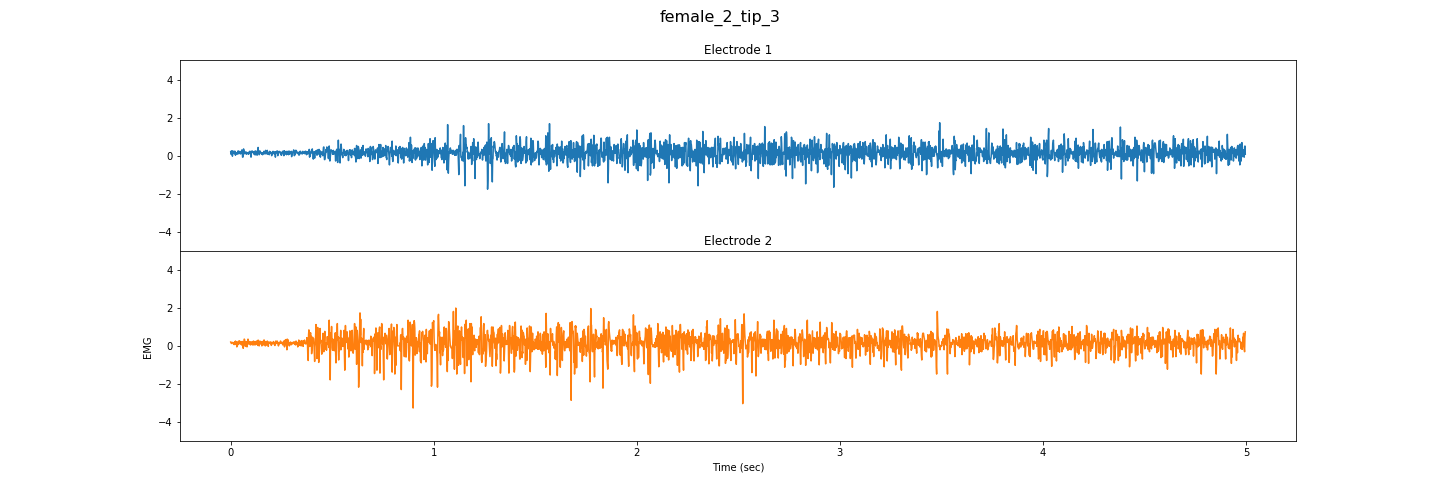 female_2_tip_3
Electrode 1
4
2
0
−2
−4
Electrode 2
4
2
0
−2
−4
EMG
0 1 2 3 4 5
Time (sec)